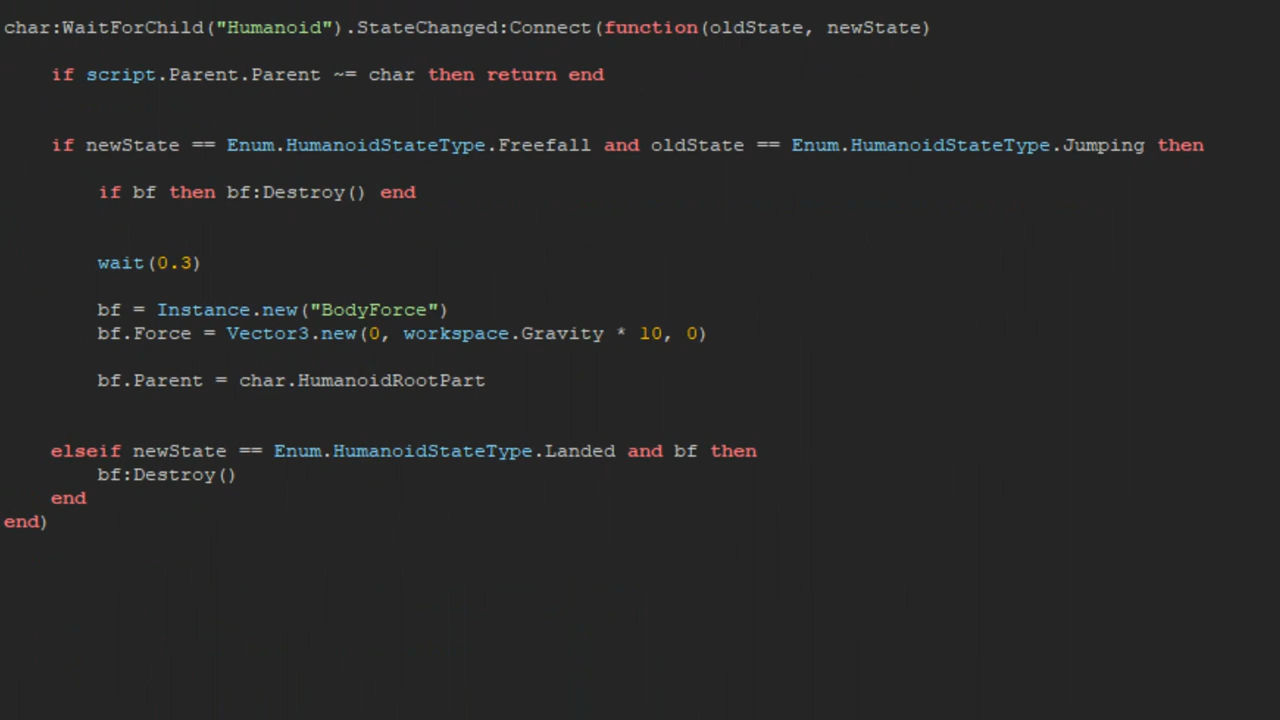 char:WaitForChild("Humanoid").StateChanged:Connect(function(oldState, newState)
if script.Parent.Parent ~= char then return end
if newState == Enum.HumanoidStateType.Freefall and oldState == Enum.HumanoidStateType.Jumping then
if bf then bf:Destroy() end
wait(0.3)
bf = Instance.new("BodyForce")
bf.Force = Vector3.new(0, workspace.Gravity * 10, 0)
bf.Parent = char.HumanoidRootPart
elseif newState == Enum.HumanoidStateType.Landed and bf then
bf:Destroy()
end
end)